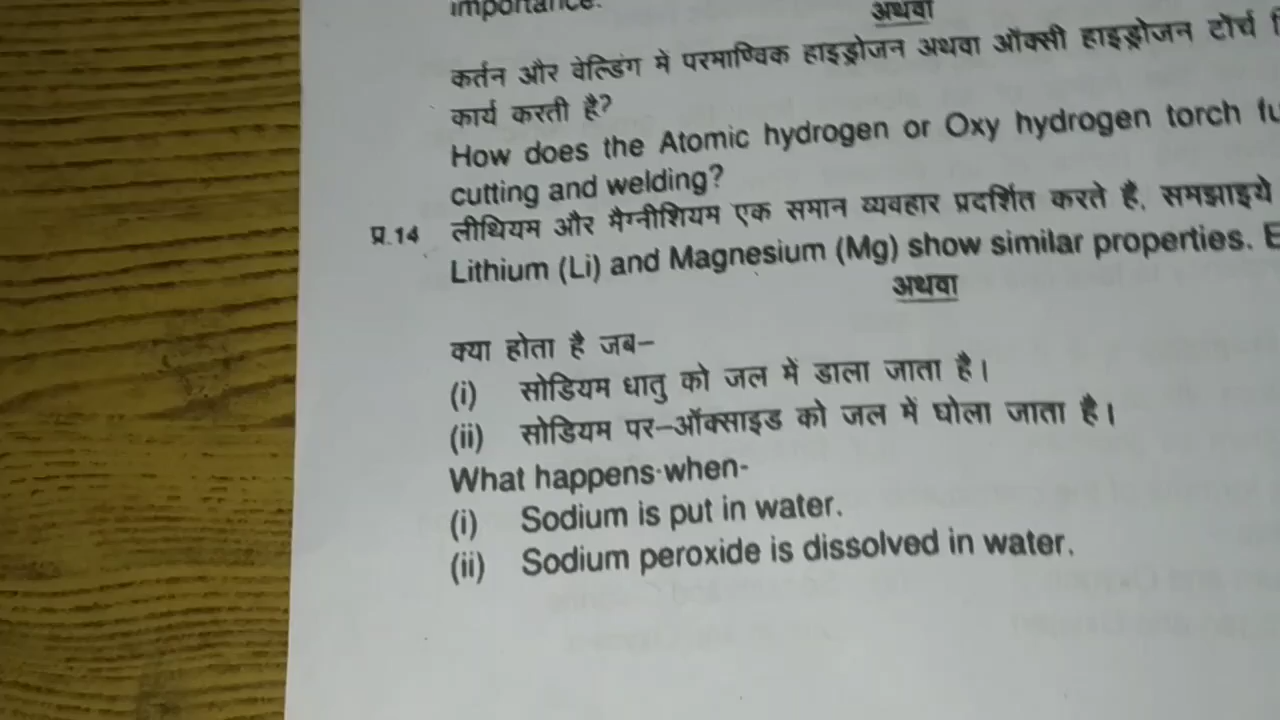 importance.
अथवा
कर्तन और वेल्डिंग में परमाण्विक हाइड्रोजन अथवा ऑक्सी हाइड्रोजन टॉर्च
कार्य करती है?
How does the Atomic hydrogen or Oxy hydrogen torch
cutting and welding?
प्र.14 लीथियम और मैग्नीशियम एक समान व्यवहार प्रदर्शित करते हैं, समझाइये
Lithium (Li) and Magnesium (Mg) show similar properties.
अथवा
क्या होता है जब–
(i) सोडियम धातु को जल में डाला जाता है।
(ii) सोडियम पर–ऑक्साइड को जल में घोला जाता है।
What happens when-
(i) Sodium is put in water.
(ii) Sodium peroxide is dissolved in water.